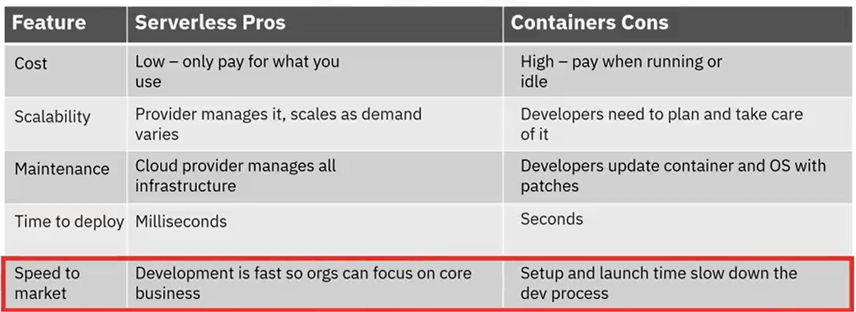 Feature Serverless Pros Containers Cons
Cost Low – only pay for what you High – pay when running or
use idle
Scalability Provider manages it, scales as demand Developers need to plan and take care
varies of it
Maintenance Cloud provider manages all Developers update container and OS with
infrastructure patches
Time to deploy Milliseconds Seconds
Speed to Development is fast so orgs can focus on core Setup and launch time slow down the
market business dev process